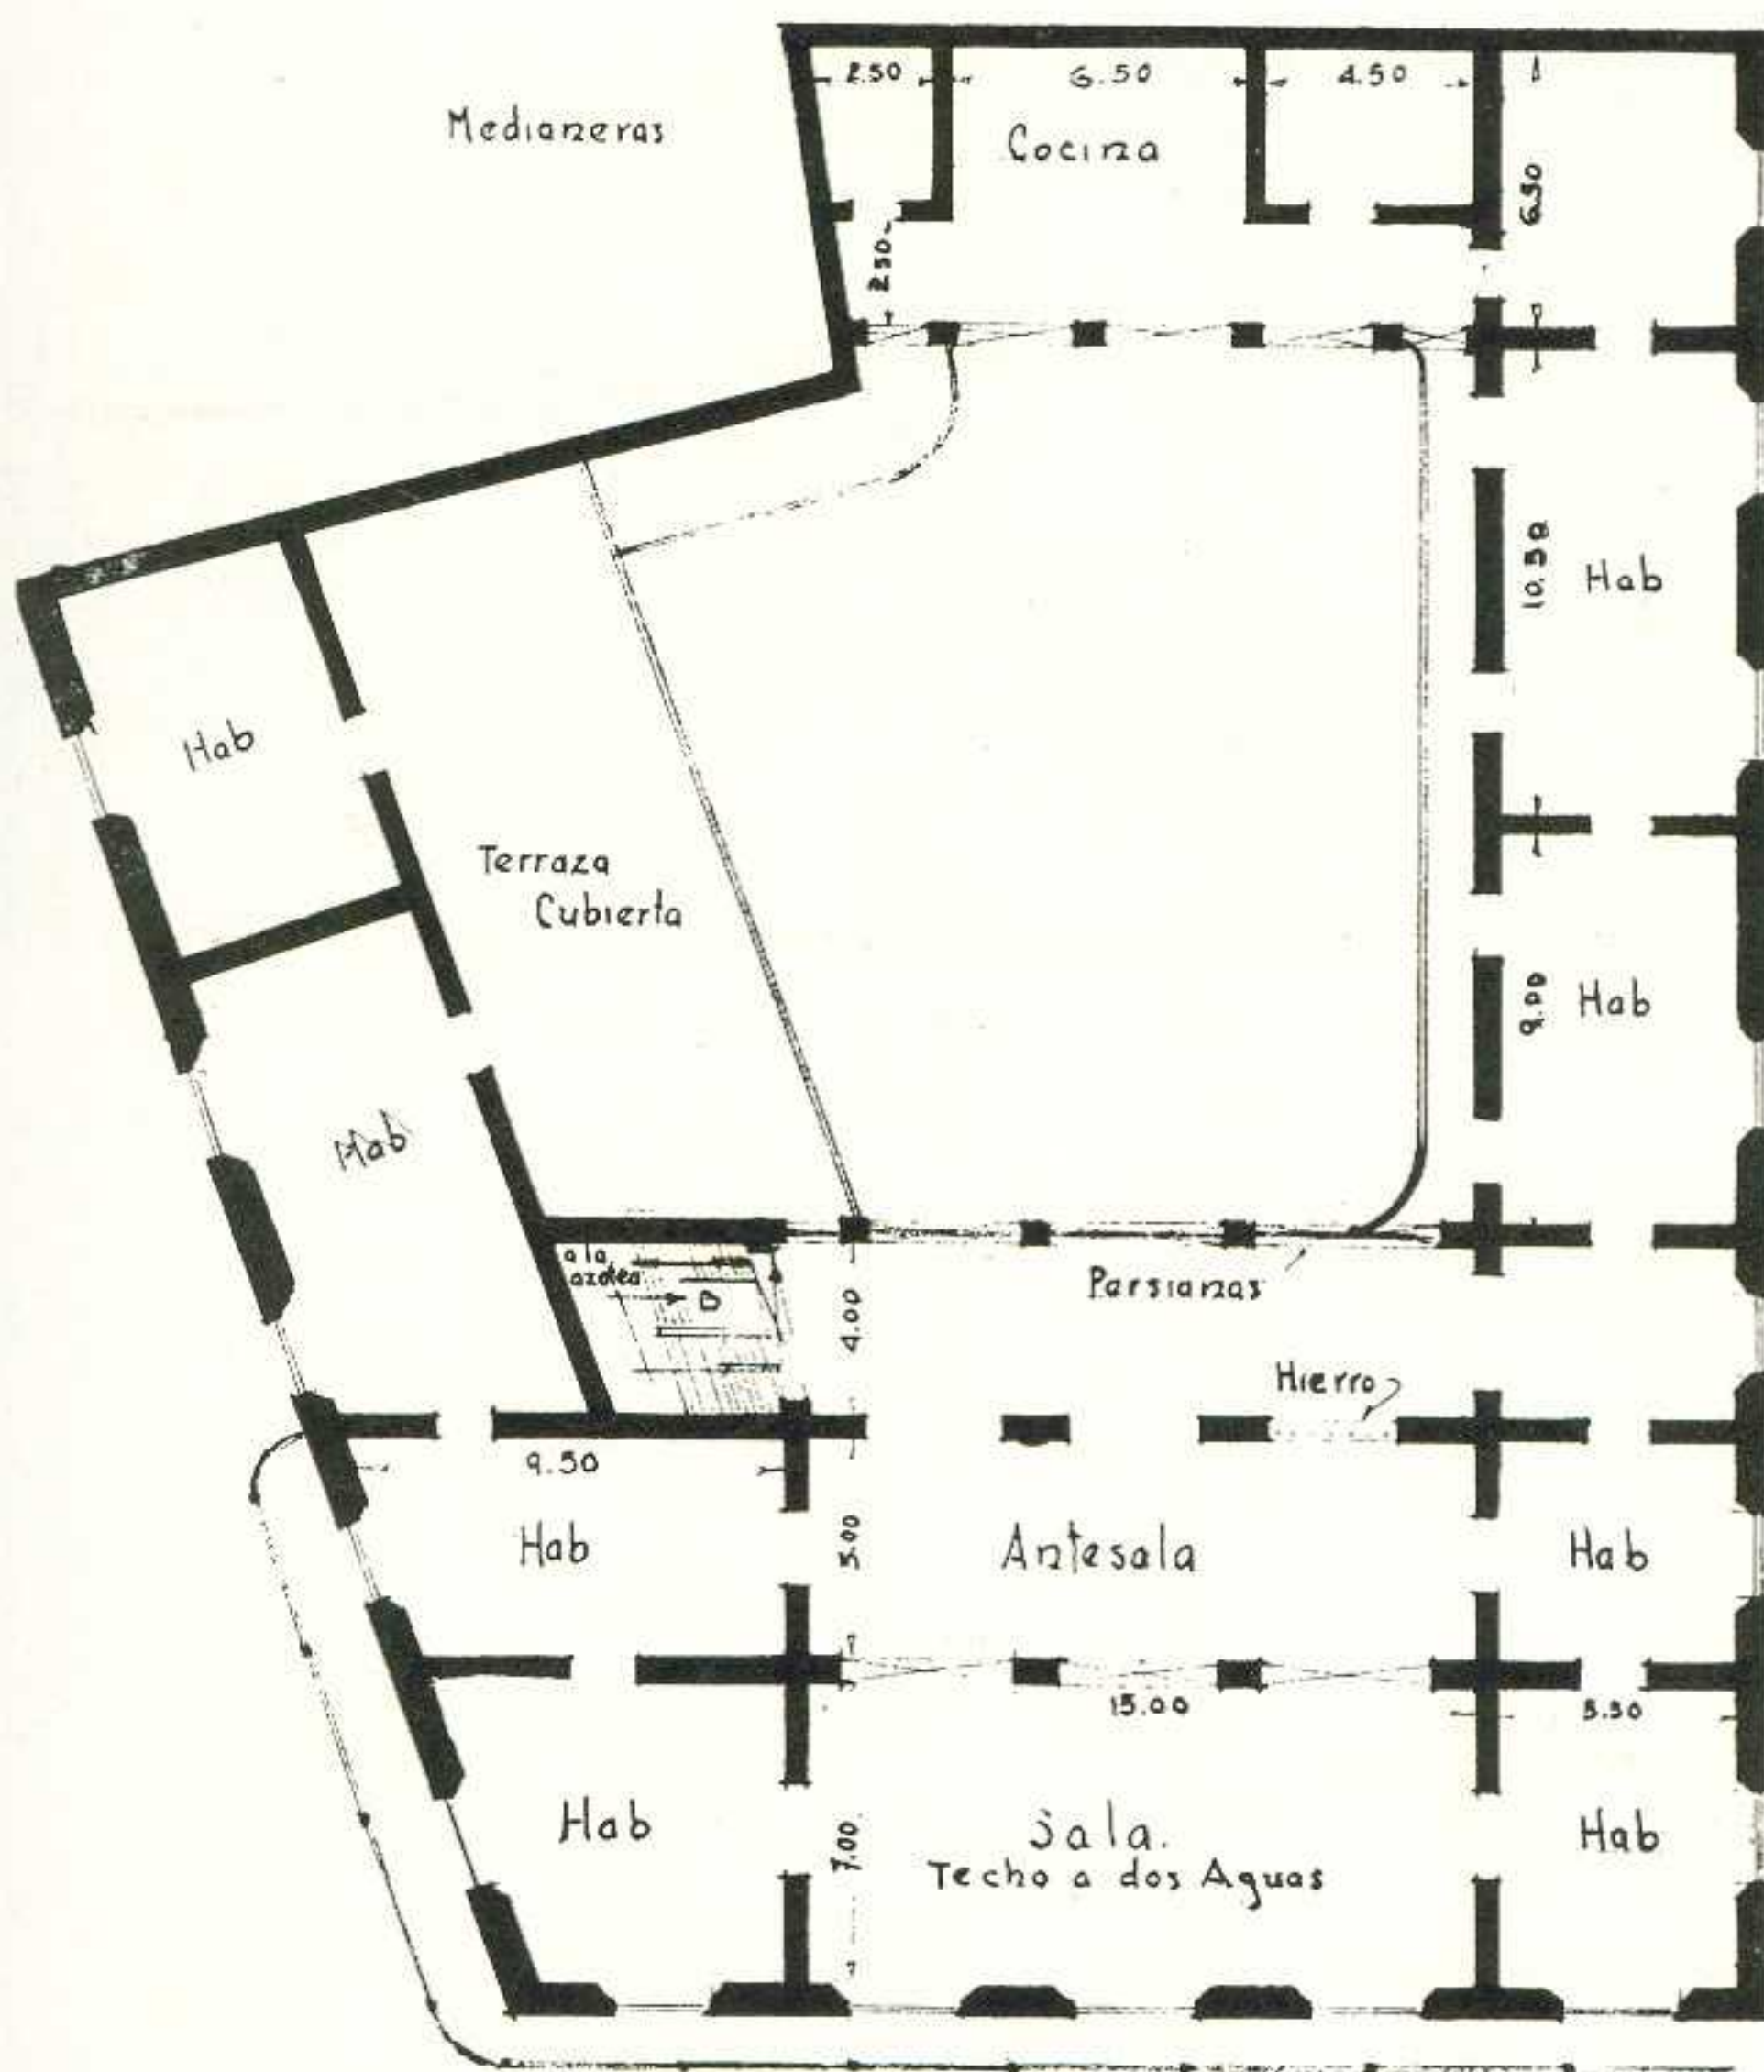 2.50
6.50
4.50
Medianeras
Cocina
6.50
2.50
10.50
Hab
Hab
Terraza
Cubierta
9.00
Hab
Hab
a la
azotea
Persianas
4.00
Hierro
9.50
Hab
5.00
Antesala
Hab
15.00
5.50
Hab
7.00
Sala.
Techo a dos Aguas
Hab